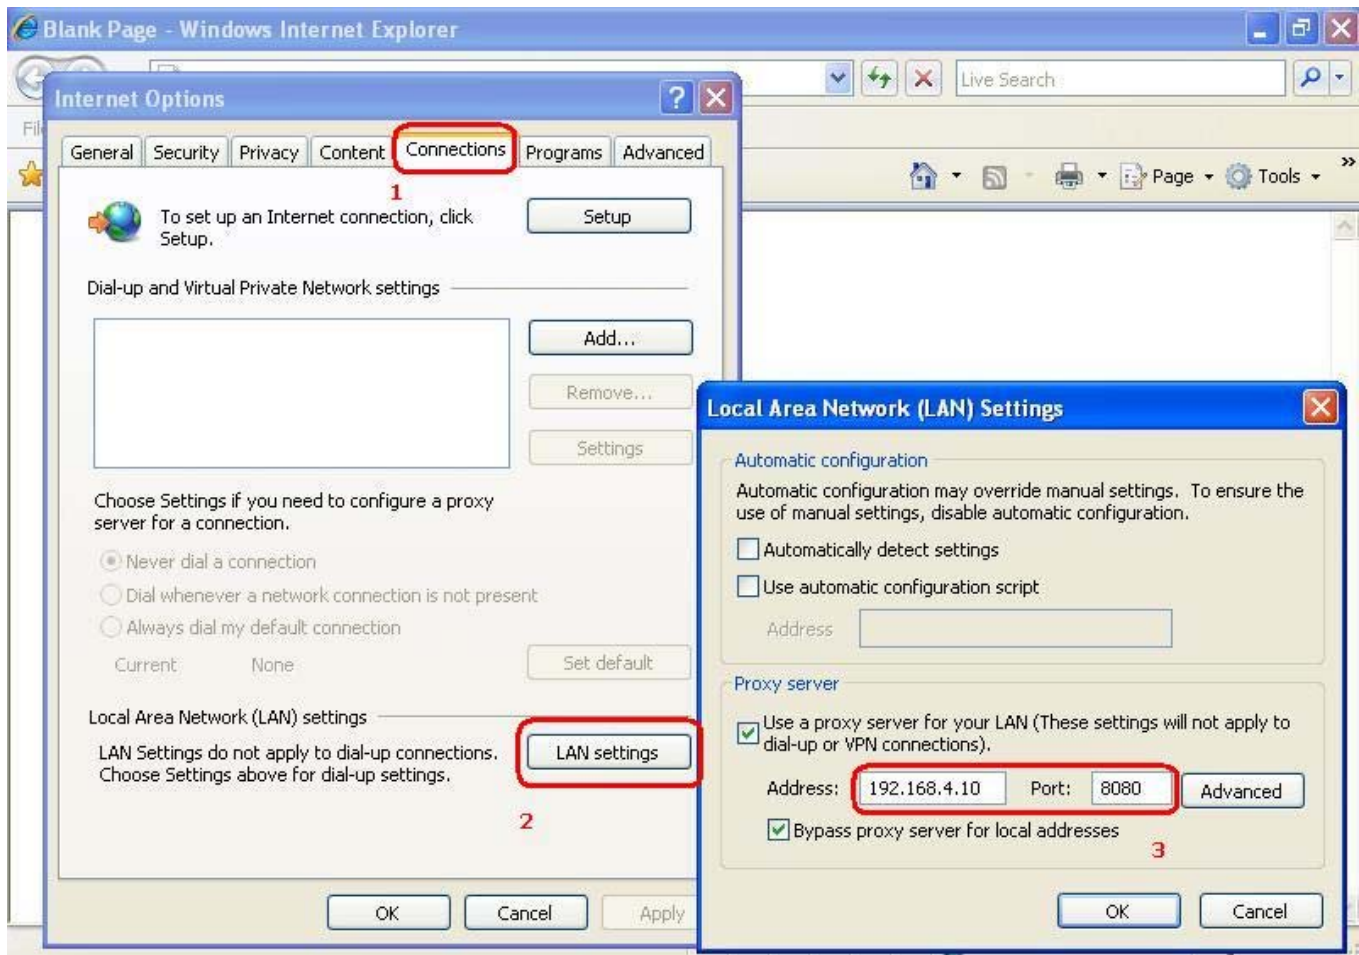 Blank Page - Windows Internet Explorer
Live Search
Internet Options
General Security Privacy Content Connections Programs Advanced
1
Page Tools »
To set up an Internet connection, click
Setup.
Setup
Dial-up and Virtual Private Network settings
Add...
Remove...
Settings
Choose Settings if you need to configure a proxy
server for a connection.
Never dial a connection
Dial whenever a network connection is not present
Always dial my default connection
Current None
Set default
Local Area Network (LAN) settings
LAN Settings do not apply to dial-up connections.
Choose Settings above for dial-up settings.
LAN settings
2
OK Cancel Apply
Local Area Network (LAN) Settings
Automatic configuration
Automatic configuration may override manual settings. To ensure the
use of manual settings, disable automatic configuration.
Automatically detect settings
Use automatic configuration script
Address
Proxy server
Use a proxy server for your LAN (These settings will not apply to
dial-up or VPN connections).
Address: 192.168.4.10 Port: 8080 Advanced
Bypass proxy server for local addresses
3
OK Cancel